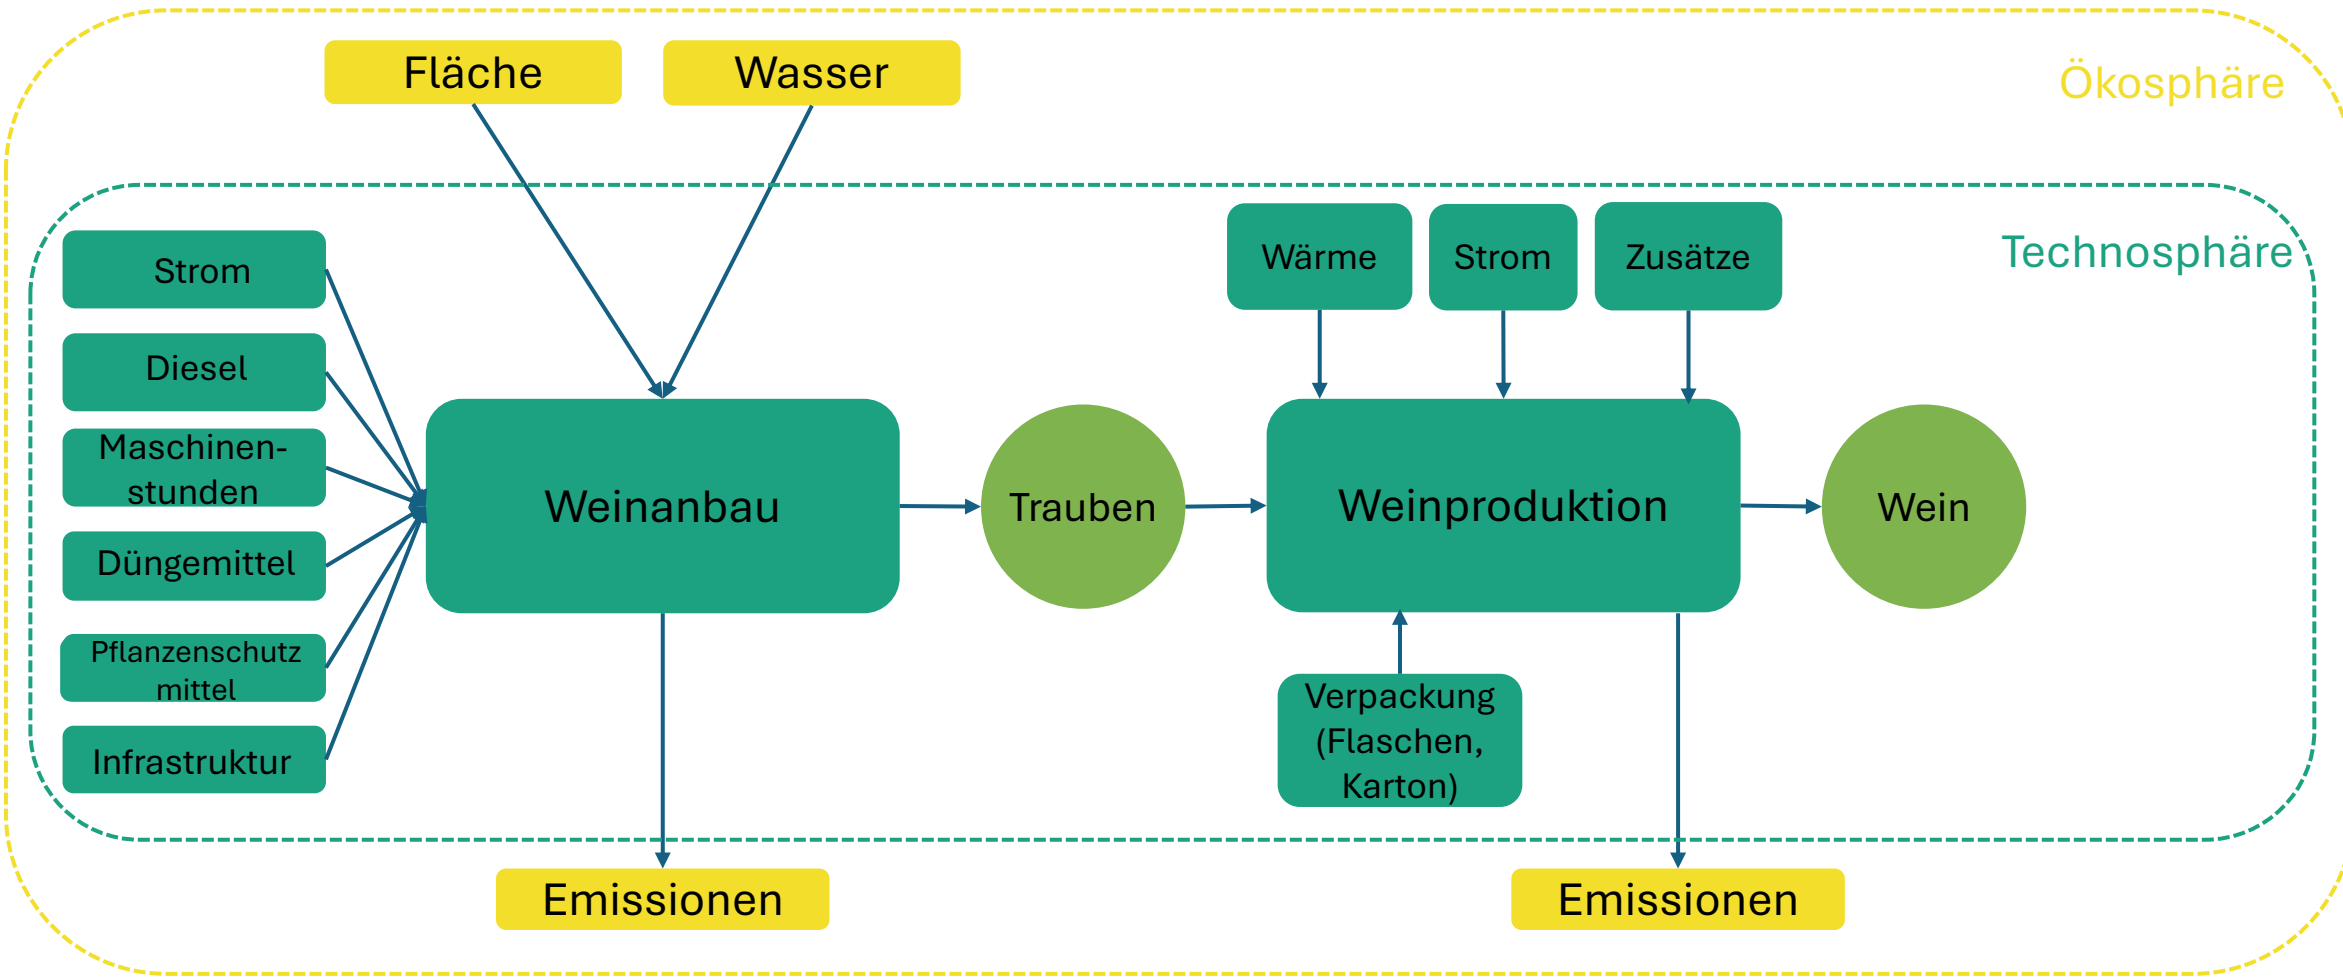 Fläche
Wasser
Ökosphäre
Technosphäre
Strom
Diesel
Maschinen-
stunden
Düngemittel
Pflanzenschutz
mittel
Infrastruktur
Weinanbau
Trauben
Wärme
Strom
Zusätze
Weinproduktion
Wein
Verpackung
(Flaschen,
Karton)
Emissionen
Emissionen